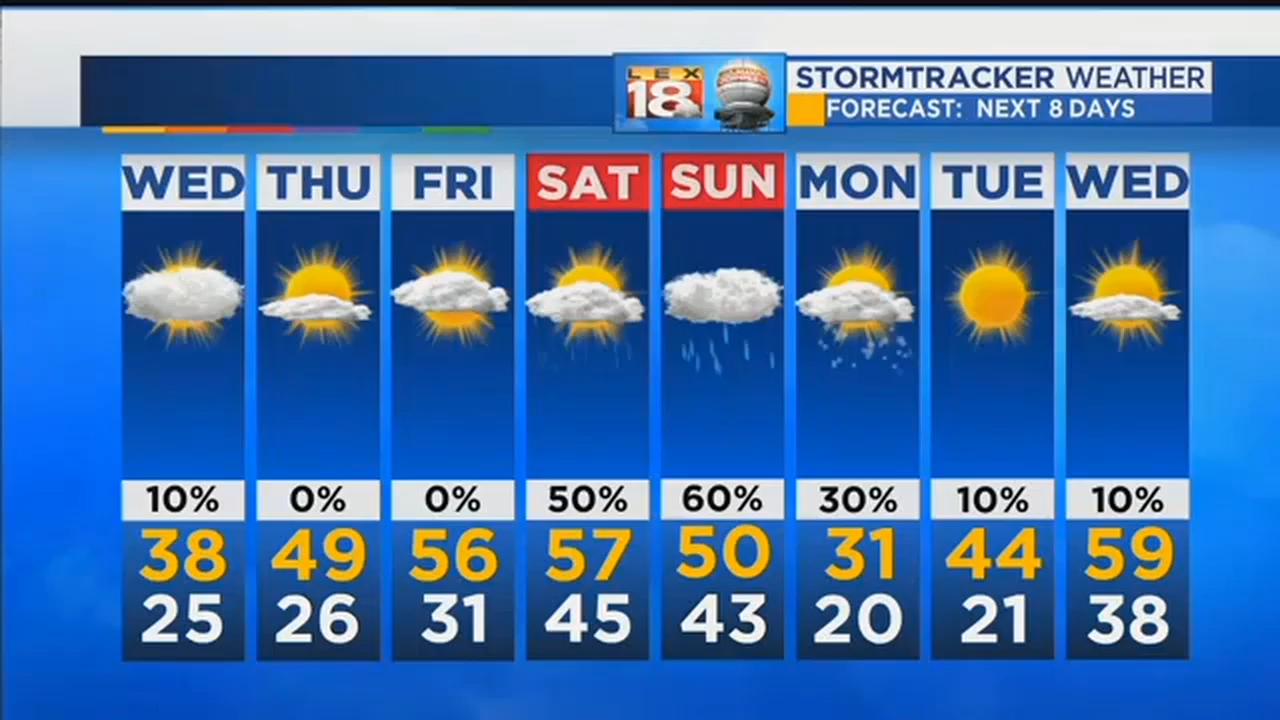 LEX
18
STORMTRACKER WEATHER
FORECAST: NEXT 8 DAYS
WED THU FRI SAT SUN MON TUE WED
10% 0% 0% 50% 60% 30% 10% 10%
38 49 56 57 50 31 44 59
25 26 31 45 43 20 21 38